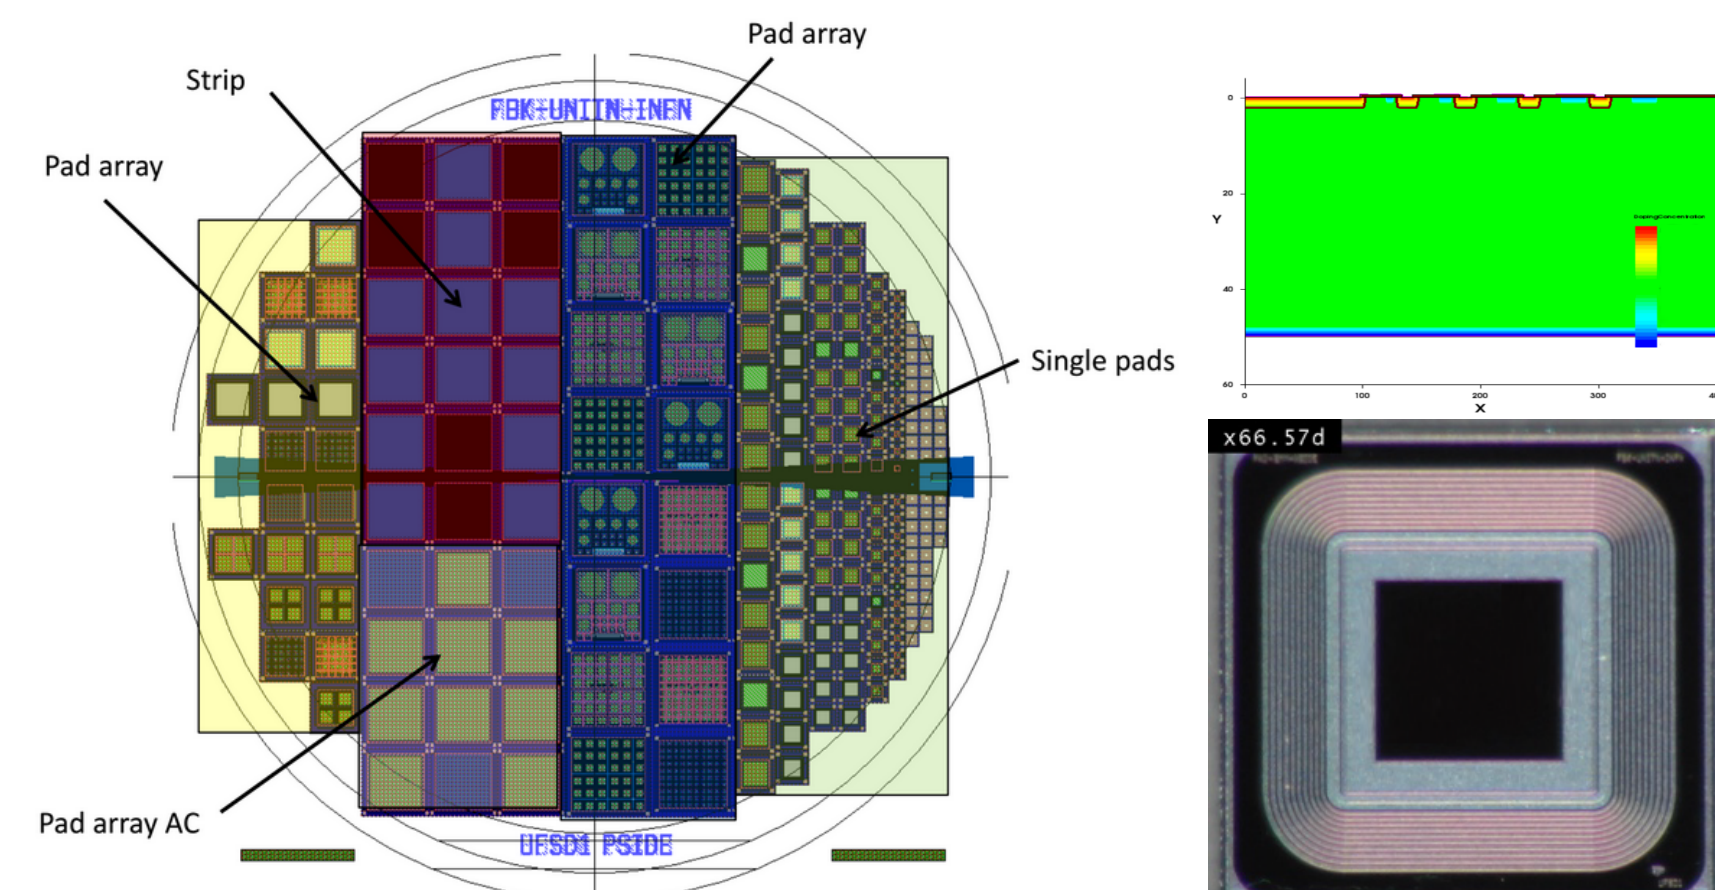 Pad array
Strip
FBK-UNITN-INFN
Pad array
Single pads
Pad array AC
UFSD1 PSIDE
0
20
Y
DopingConcentration
40
60
0
100
200
300
X
x66.57d